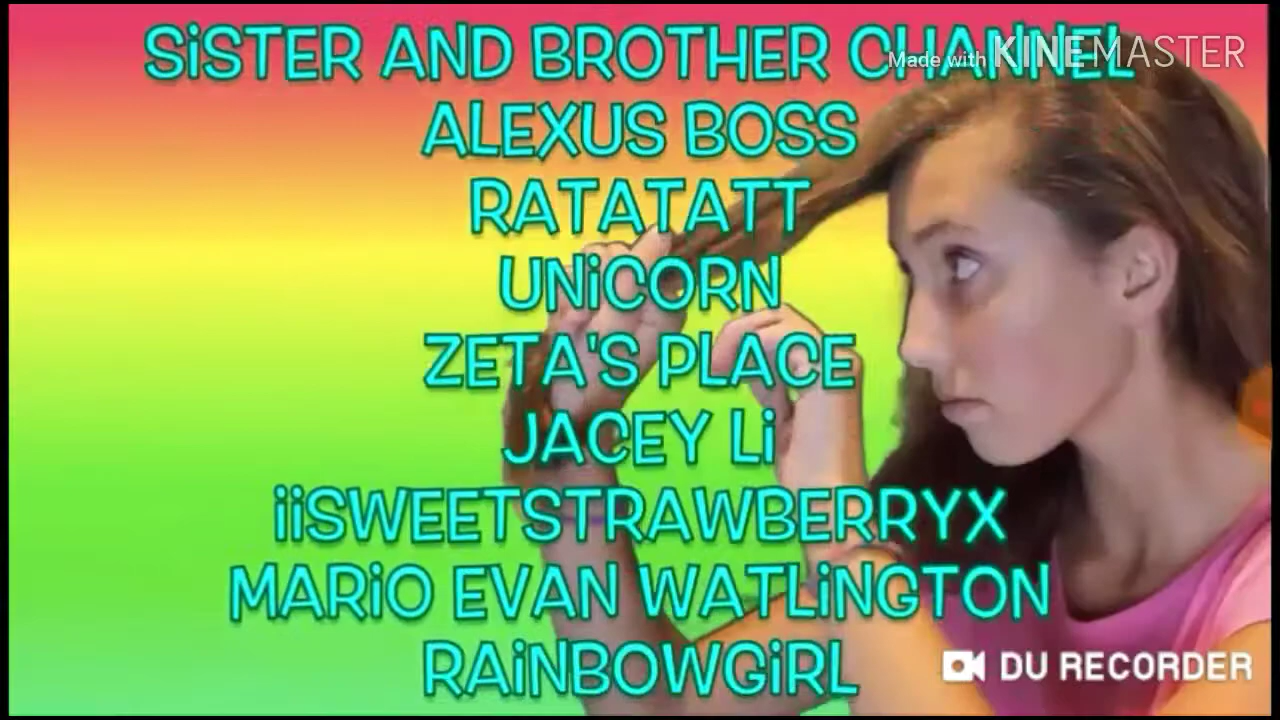 SiSTER AND BROTHER CHANNEL
Made with KINEMASTER
ALEXUS BOSS
RATATATT
UNiCORN
ZETA'S PLACE
JACEY Li
iiSWEETSTRAWBERRYX
MARiO EVAN WATLiNGTON
RAiNBOWGiRL
DU RECORDER